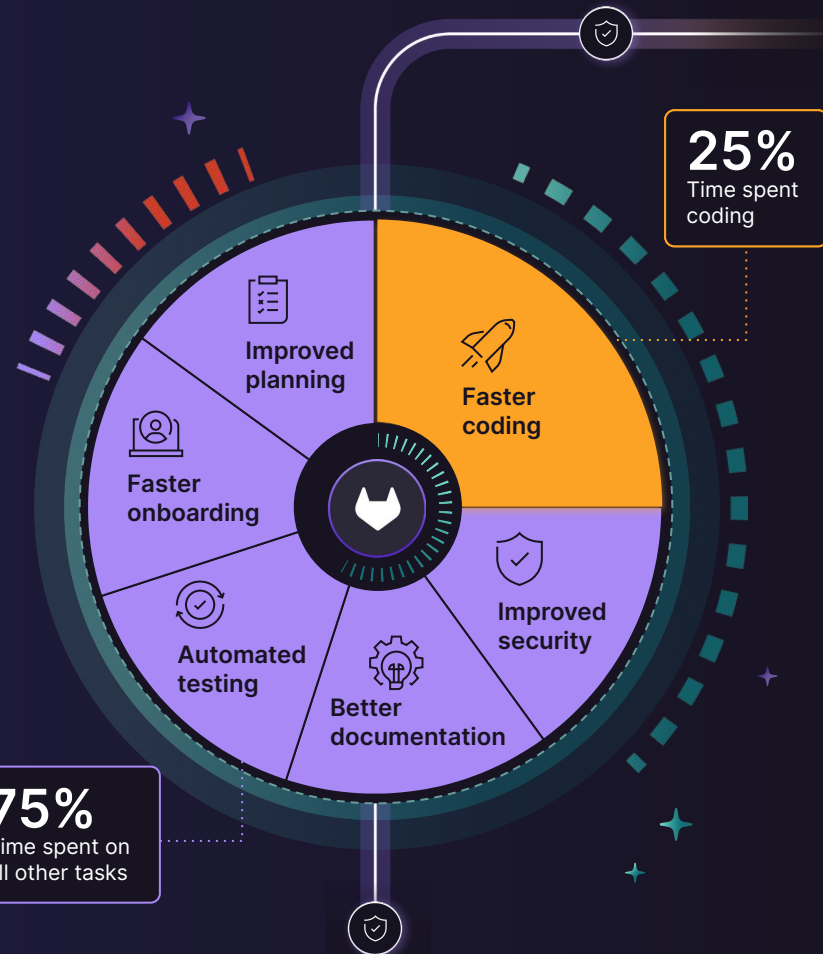 25%
Time spent
coding
Improved
planning
Faster
coding
Faster
onboarding
Improved
security
Automated
testing
Better
documentation
75%
ime spent on
ll other tasks